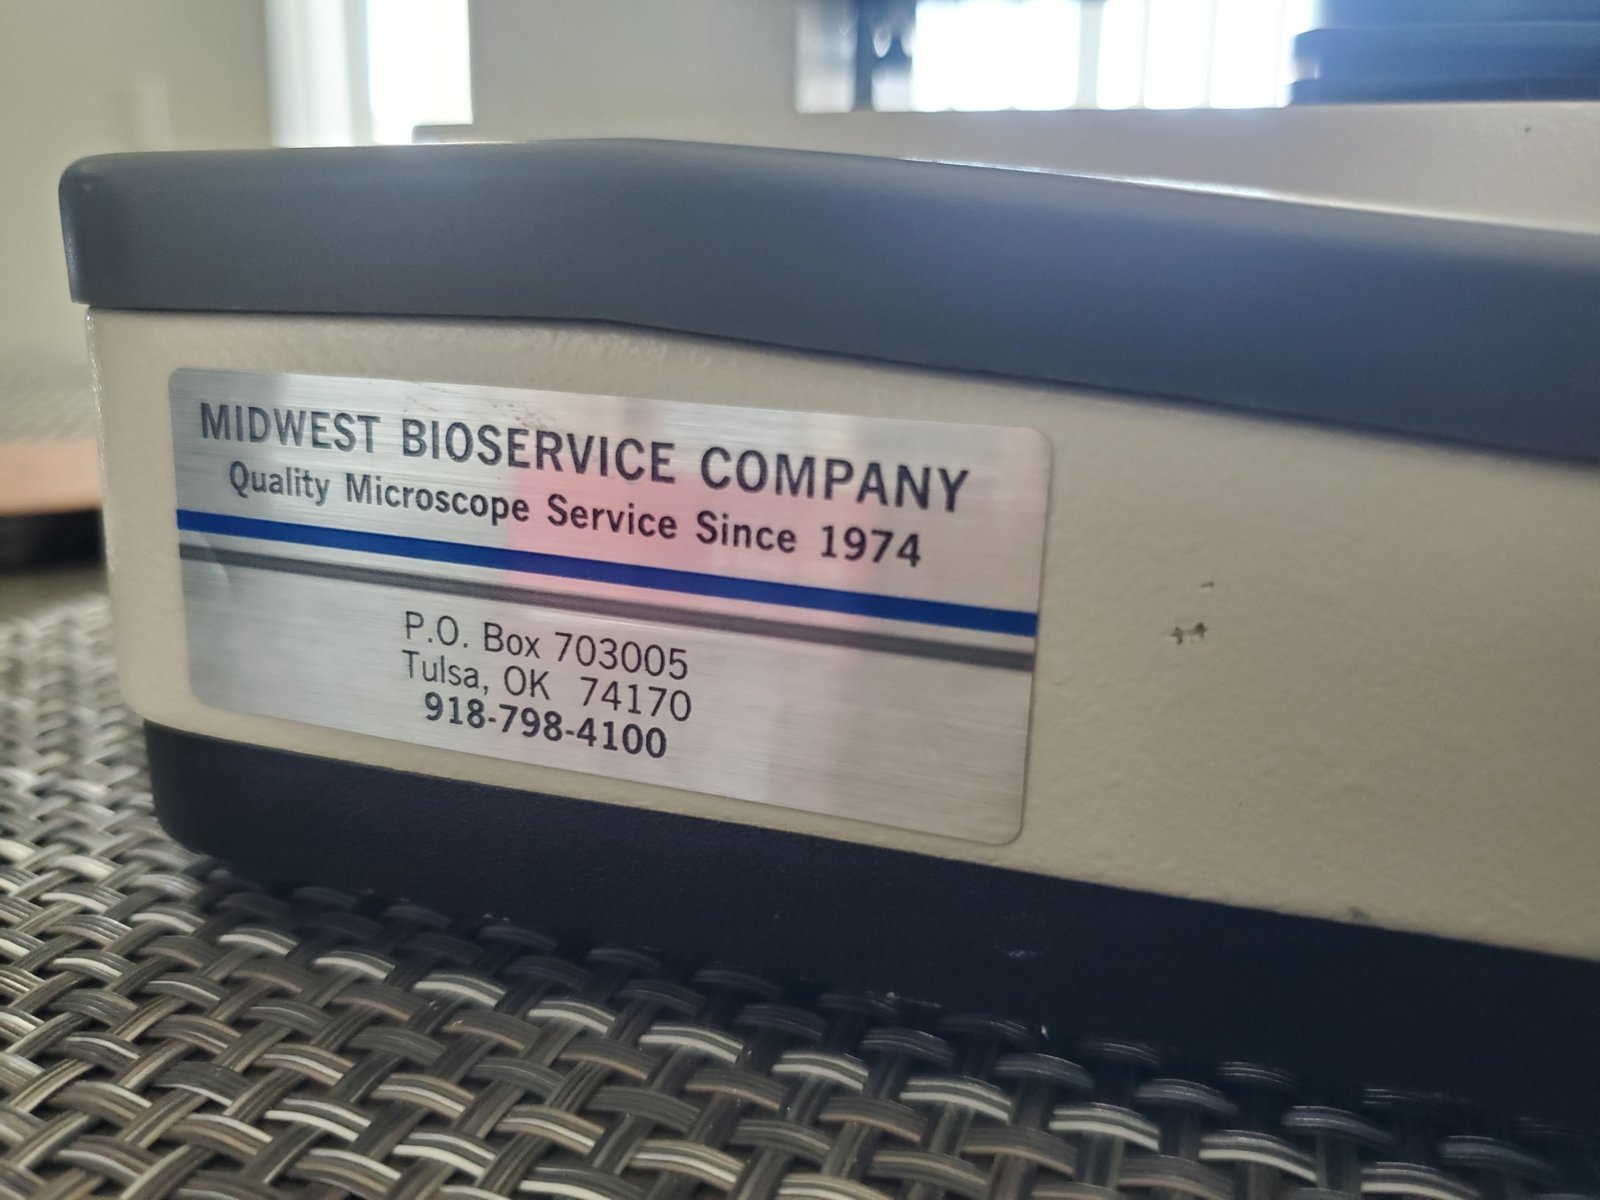 MIDWEST BIOSERVICE COMPANY
Quality Microscope Service Since 1974
P.O. Box 703005
Tulsa, OK 74170
918-798-4100